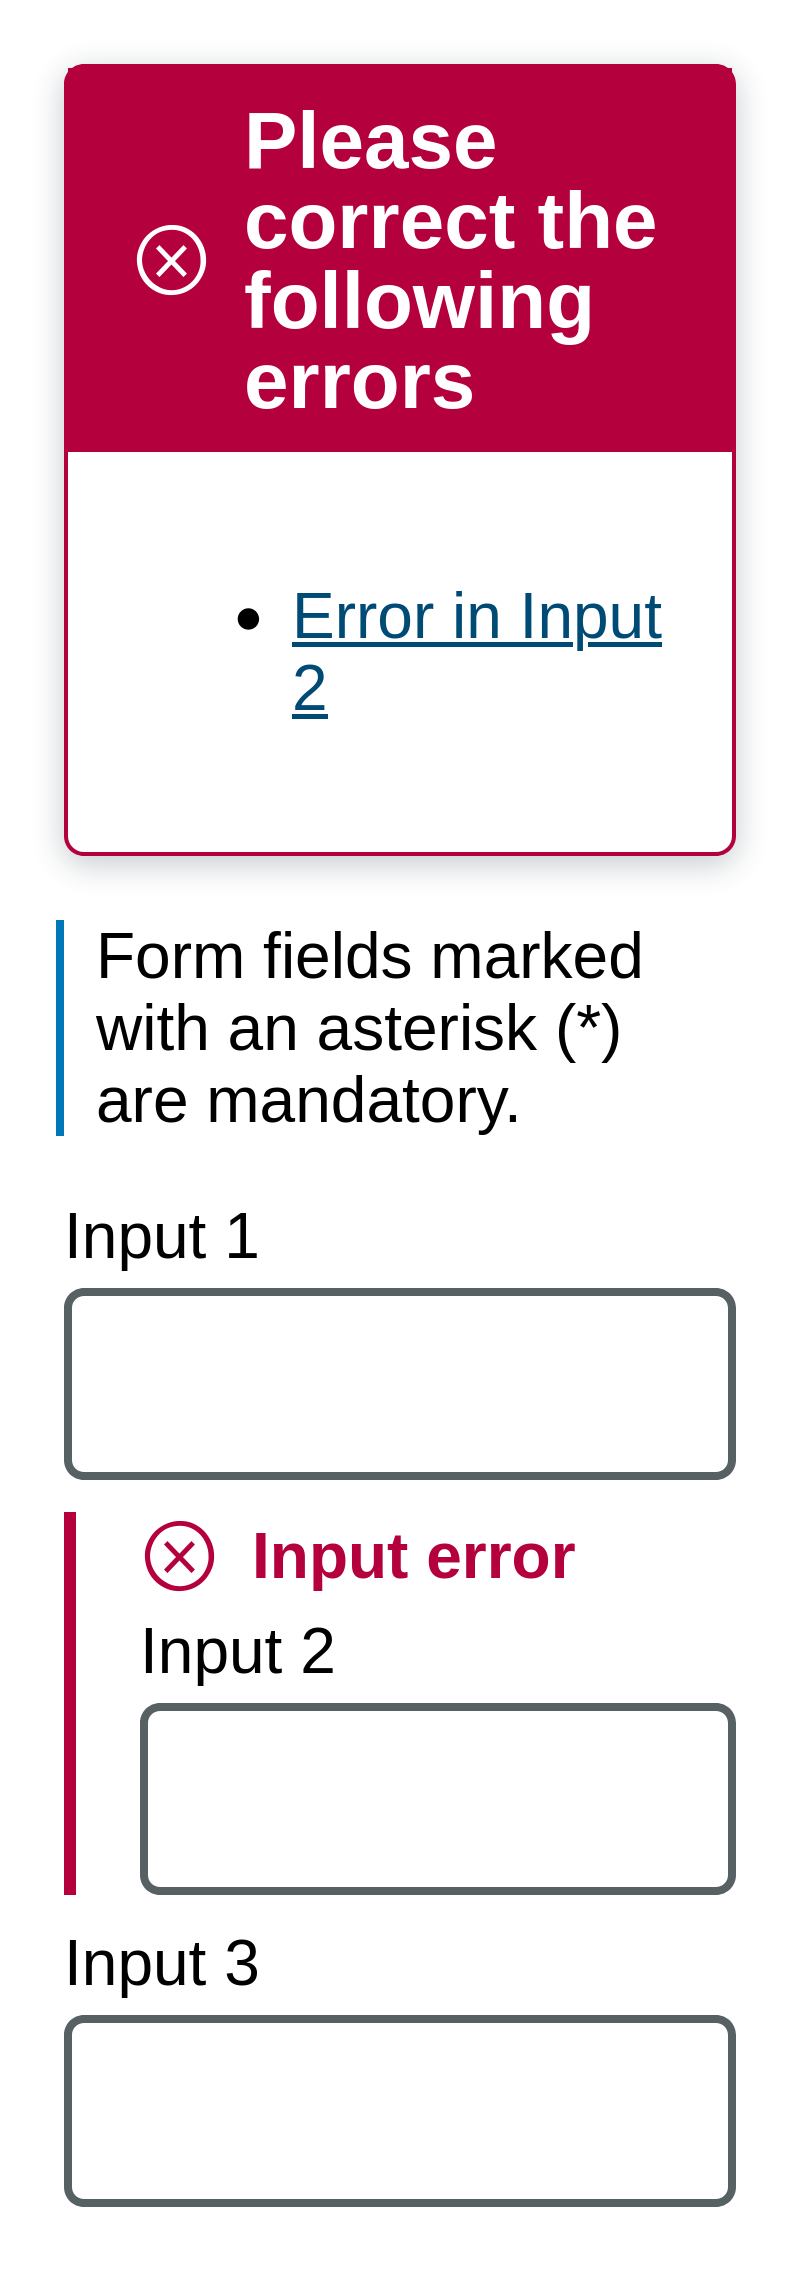 Please
correct the
following
errors
Error in Input
2
Form fields marked
with an asterisk (*)
are mandatory.
Input 1
Input error
Input 2
Input 3